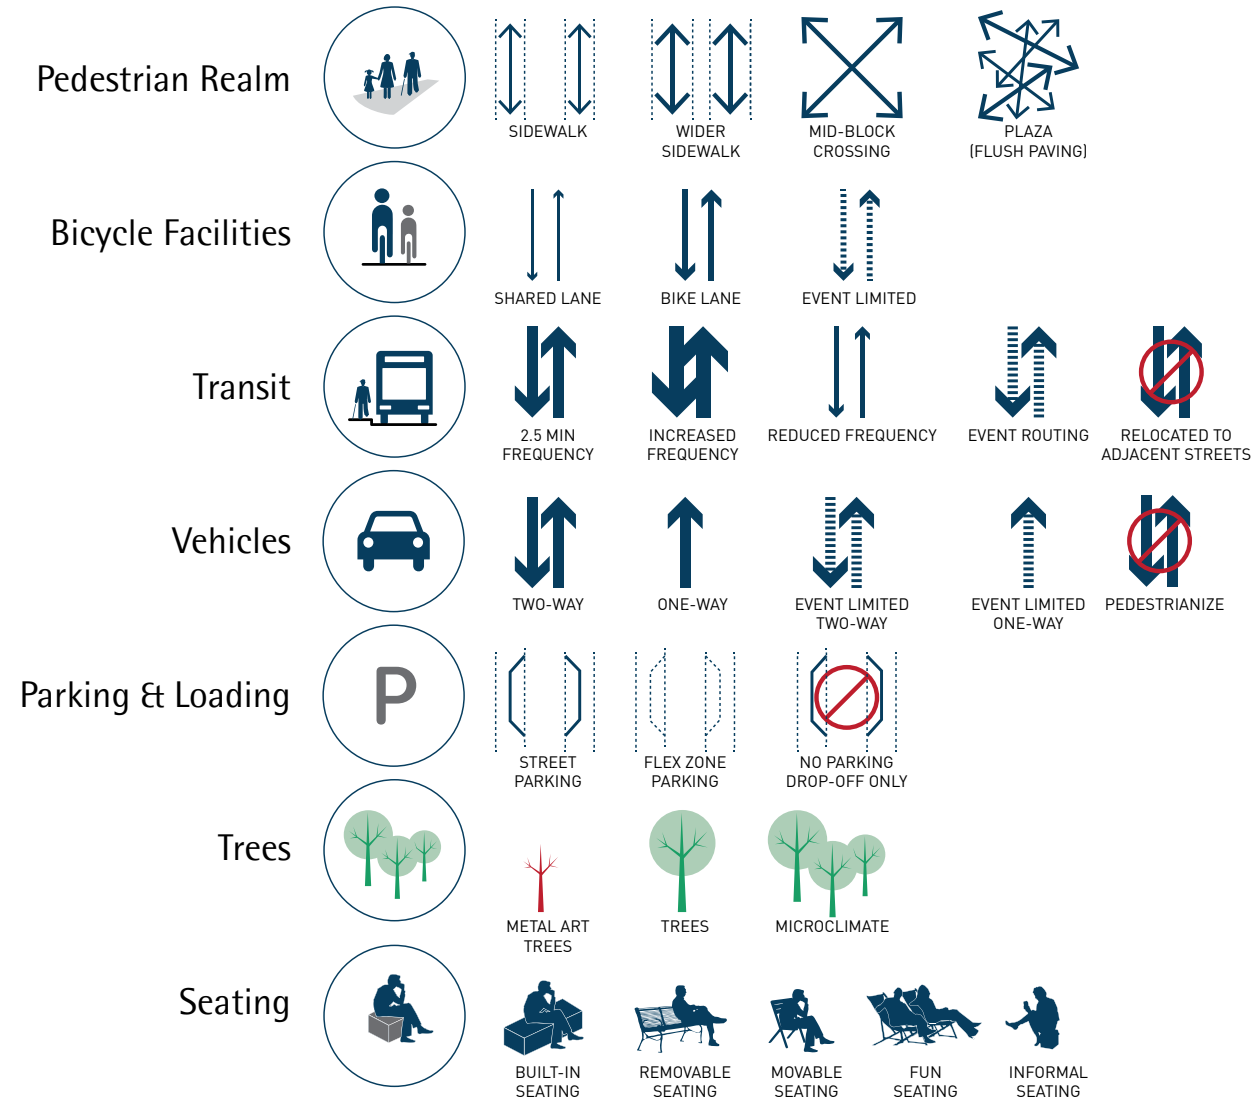 Pedestrian Realm
SIDEWALK
WIDER
SIDEWALK
MID-BLOCK
CROSSING
PLAZA
(FLUSH PAVING)
Bicycle Facilities
SHARED LANE
BIKE LANE
EVENT LIMITED
Transit
2.5 MIN
FREQUENCY
INCREASED
FREQUENCY
REDUCED FREQUENCY
EVENT ROUTING
RELOCATED TO
ADJACENT STREETS
Vehicles
TWO-WAY
ONE-WAY
EVENT LIMITED
TWO-WAY
EVENT LIMITED
ONE-WAY
PEDESTRIANIZE
Parking & Loading
P
STREET
PARKING
FLEX ZONE
PARKING
NO PARKING
DROP-OFF ONLY
Trees
METAL ART
TREES
TREES
MICROCLIMATE
Seating
BUILT-IN
SEATING
REMOVABLE
SEATING
MOVABLE
SEATING
FUN
SEATING
INFORMAL
SEATING